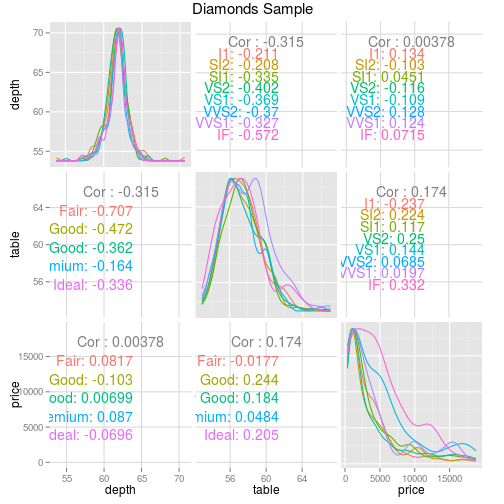 Diamonds Sample
depth
70
65
60
55
Cor : -0.315
I1: -0.211
SI2: -0.208
SI1: -0.335
VS2: -0.402
VS1: -0.369
VVS2: -0.37
VVS1: -0.327
IF: -0.572
Cor : 0.00378
I1: 0.134
SI2: -0.103
SI1: 0.0451
VS2: -0.116
VS1: -0.109
VVS2: 0.128
VVS1: 0.124
IF: 0.0715
table
64
60
56
Cor : -0.315
Fair: -0.707
Good: -0.472
Good: -0.362
mium: -0.164
Ideal: -0.336
Cor : 0.174
I1: -0.237
SI2: 0.224
SI1: 0.117
VS2: 0.25
VS1: 0.144
VVS2: 0.0685
VVS1: 0.0197
IF: 0.332
price
15000
10000
5000
0
Cor : 0.00378
Fair: 0.0817
Good: -0.103
ood: 0.00699
emium: 0.087
deal: -0.0696
Cor : 0.174
Fair: -0.0177
Good: 0.244
Good: 0.184
mium: 0.0484
Ideal: 0.205
55 60 65 70
depth
56 60 64
table
0 5000 10000 15000
price